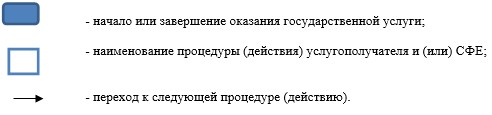 - начало или завершение оказания государственной услуги;
- наименование процедуры (действия) услугополучателя и (или) СФЕ;
- переход к следующей процедуре (действию).